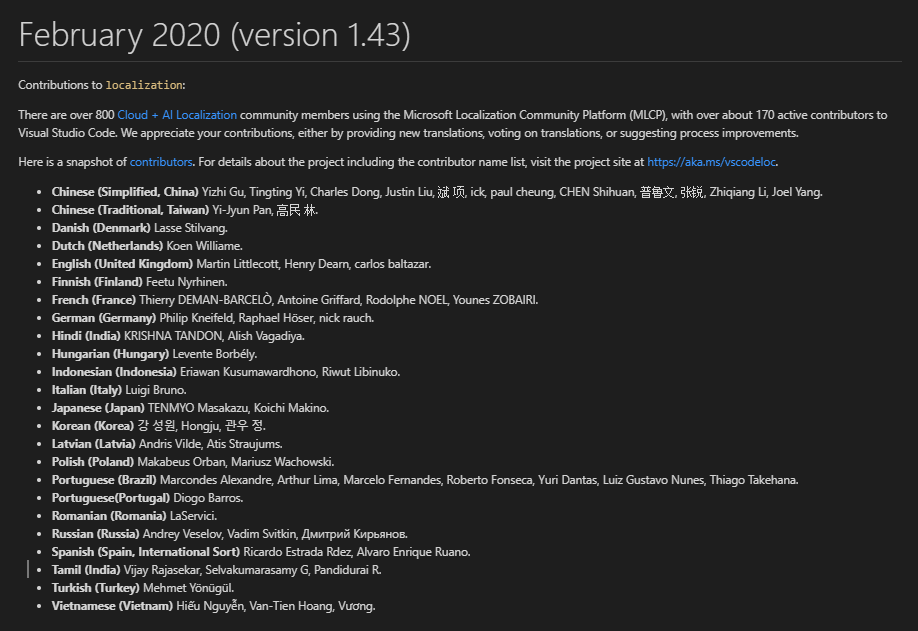 February 2020 (version 1.43)
Contributions to localization:
There are over 800 Cloud + AI Localization community members using the Microsoft Localization Community Platform (MLCP), with over about 170 active contributors to
Visual Studio Code. We appreciate your contributions, either by providing new translations, voting on translations, or suggesting process improvements.
Here is a snapshot of contributors. For details about the project including the contributor name list, visit the project site at https://aka.ms/vscodeloc.
• Chinese (Simplified, China) Yizhi Gu, Tingting Yi, Charles Dong, Justin Liu, 斌 项, ick, paul cheung, CHEN Shihuan, 普鲁文, 张锐, Zhiqiang Li, Joel Yang.
• Chinese (Traditional, Taiwan) Yi-Jyun Pan, 高民 林.
• Danish (Denmark) Lasse Stilvang.
• Dutch (Netherlands) Koen Williame.
• English (United Kingdom) Martin Littlecott, Henry Dearn, carlos baltazar.
• Finnish (Finland) Feetu Nyrhinen.
• French (France) Thierry DEMAN-BARCELÒ, Antoine Griffard, Rodolphe NOEL, Younes ZOBAIRI.
• German (Germany) Philip Kneifeld, Raphael Höser, nick rauch.
• Hindi (India) KRISHNA TANDON, Alish Vagadiya.
• Hungarian (Hungary) Levente Borbély.
• Indonesian (Indonesia) Eriawan Kusumawardhono, Riwut Libinuko.
• Italian (Italy) Luigi Bruno.
• Japanese (Japan) TENMYO Masakazu, Koichi Makino.
• Korean (Korea) 강 성원, Hongju, 관우 정.
• Latvian (Latvia) Andris Vilde, Atis Straujums.
• Polish (Poland) Makabeus Orban, Mariusz Wachowski.
• Portuguese (Brazil) Marcondes Alexandre, Arthur Lima, Marcelo Fernandes, Roberto Fonseca, Yuri Dantas, Luiz Gustavo Nunes, Thiago Takehana.
• Portuguese(Portugal) Diogo Barros.
• Romanian (Romania) LaServici.
• Russian (Russia) Andrey Veselov, Vadim Svitkin, Дмитрий Кирьянов.
• Spanish (Spain, International Sort) Ricardo Estrada Rdez, Alvaro Enrique Ruano.
• Tamil (India) Vijay Rajasekar, Selvakumarasamy G, Pandidurai R.
• Turkish (Turkey) Mehmet Yönügül.
• Vietnamese (Vietnam) Hiếu Nguyễn, Van-Tien Hoang, Vương.